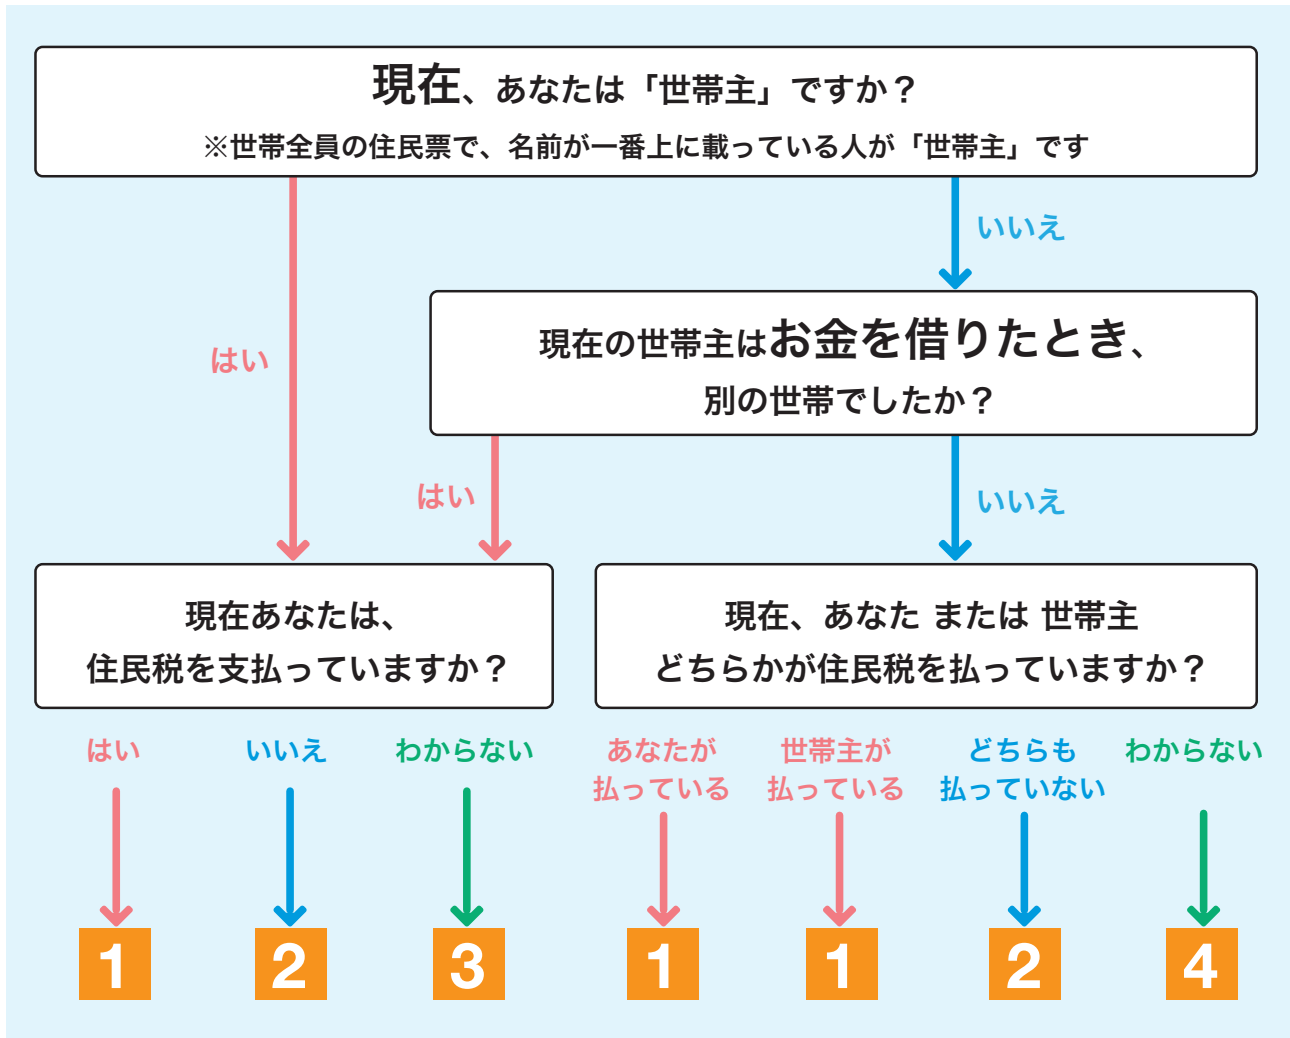 現在、あなたは「世帯主」ですか？
※世帯全員の住民票で、名前が一番上に載っている人が「世帯主」です
いいえ
はい
現在の世帯主はお金を借りたとき、
別の世帯でしたか？
はい
いいえ
現在あなたは、
住民税を支払っていますか？
現在、あなた または 世帯主
どちらかが住民税を払っていますか？
はい
いいえ
わからない
あなたが
払っている
世帯主が
払っている
どちらも
払っていない
わからない
1
2
3
1
1
2
4